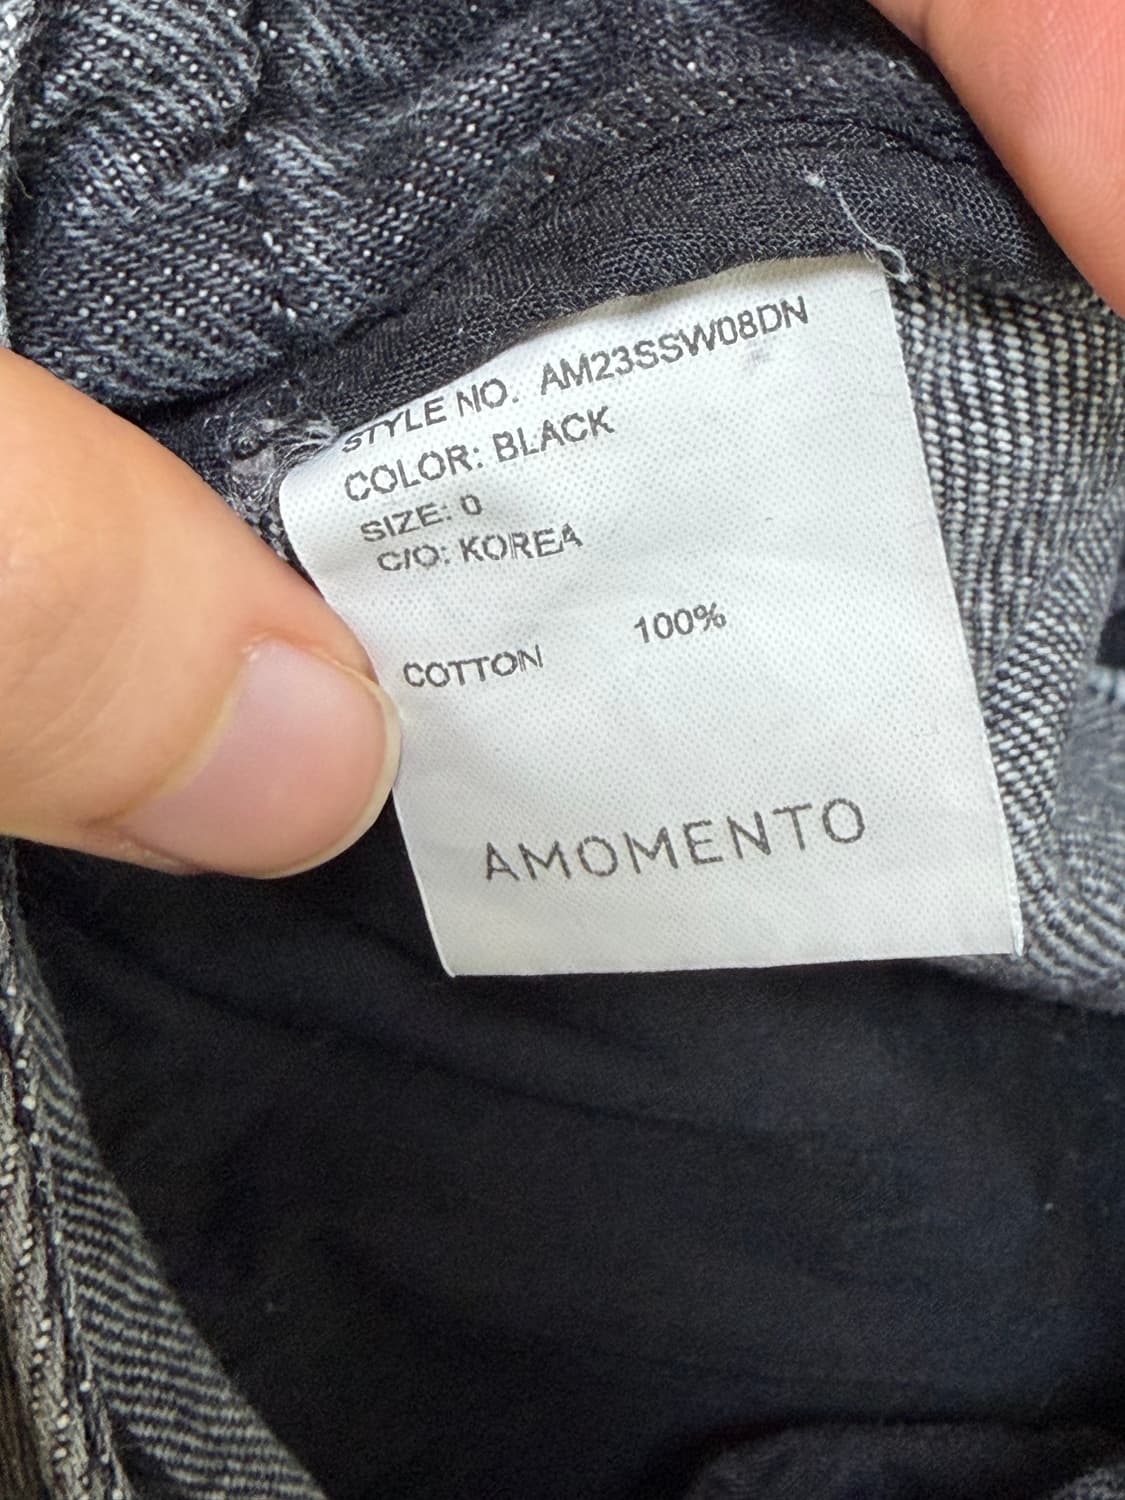 STYLE NO. AM23SSW08DN
COLOR: BLACK
SIZE: 0
C/O: KOREA
100%
COTTON
AMOMENTO